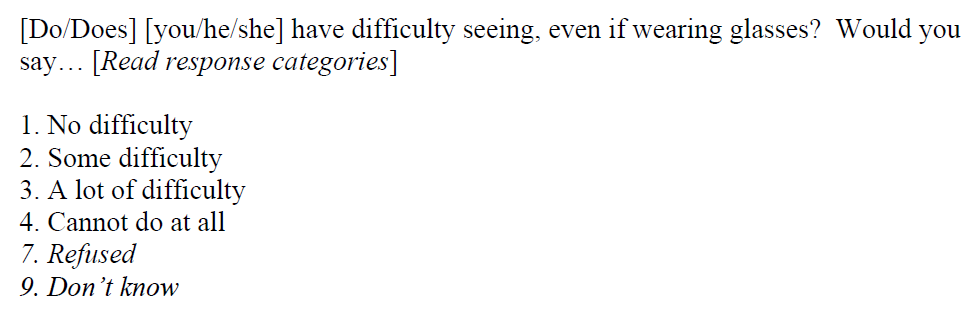 [Do/Does] [you/he/she] have difficulty seeing, even if wearing glasses?  Would you
say… [Read response categories]
1. No difficulty
2. Some difficulty
3. A lot of difficulty
4. Cannot do at all
7. Refused
9. Don’t know